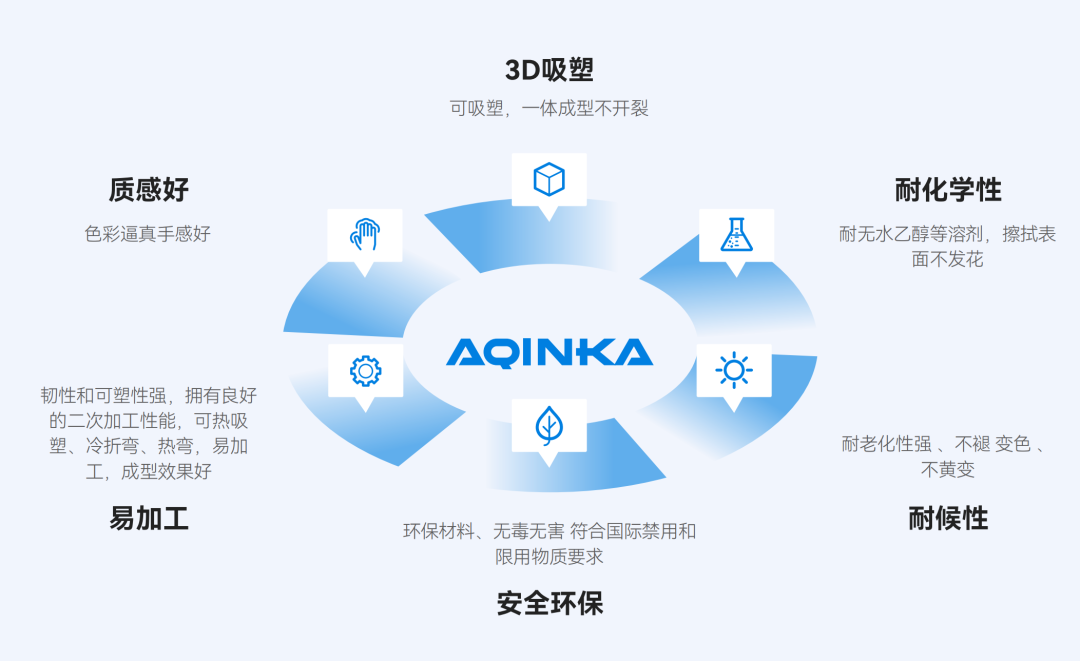 3D吸塑
可吸塑，一体成型不开裂
质感好
色彩逼真手感好
耐化学性
耐无水乙醇等溶剂，擦拭表
面不发花
AQINKA
韧性和可塑性强，拥有良好
的二次加工性能，可热吸
塑、冷折弯、热弯，易加
工，成型效果好
易加工
耐老化性强 、不褪 变色 、
不黄变
耐候性
环保材料、无毒无害 符合国际禁用和
限用物质要求
安全环保